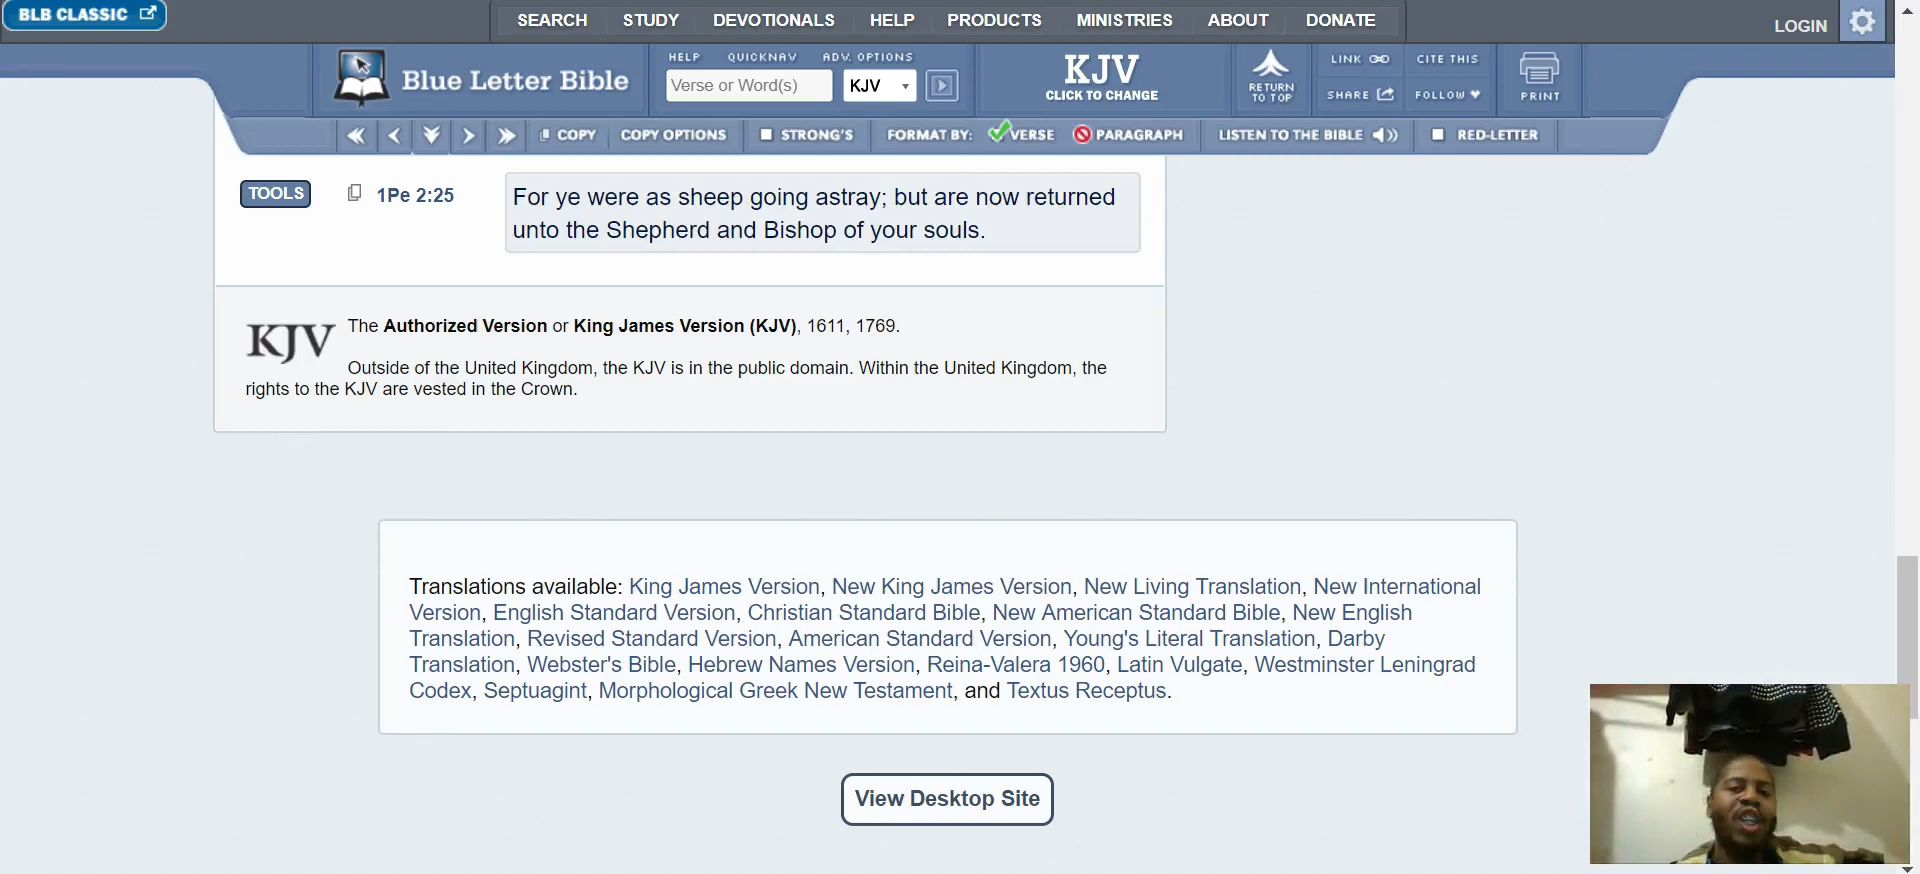 BLB CLASSIC
SEARCH STUDY DEVOTIONALS HELP PRODUCTS MINISTRIES ABOUT DONATE
LOGIN
Blue Letter Bible
HELP QUICKNAV ADV. OPTIONS
Verse or Word(s) KJV
KJV
CLICK TO CHANGE
RETURN
TO TOP
LINK CITE THIS
SHARE FOLLOW
PRINT
COPY COPY OPTIONS STRONG'S FORMAT BY: VERSE PARAGRAPH LISTEN TO THE BIBLE RED-LETTER
TOOLS 1Pe 2:25 For ye were as sheep going astray; but are now returned
unto the Shepherd and Bishop of your souls.
KJV The Authorized Version or King James Version (KJV), 1611, 1769.
Outside of the United Kingdom, the KJV is in the public domain. Within the United Kingdom, the
rights to the KJV are vested in the Crown.
Translations available: King James Version, New King James Version, New Living Translation, New International
Version, English Standard Version, Christian Standard Bible, New American Standard Bible, New English
Translation, Revised Standard Version, American Standard Version, Young's Literal Translation, Darby
Translation, Webster's Bible, Hebrew Names Version, Reina-Valera 1960, Latin Vulgate, Westminster Leningrad
Codex, Septuagint, Morphological Greek New Testament, and Textus Receptus.
View Desktop Site